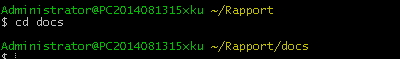 Administrator@PC2014081315xku ~/Rapport
$ cd docs
Administrator@PC2014081315xku ~/Rapport/docs
$